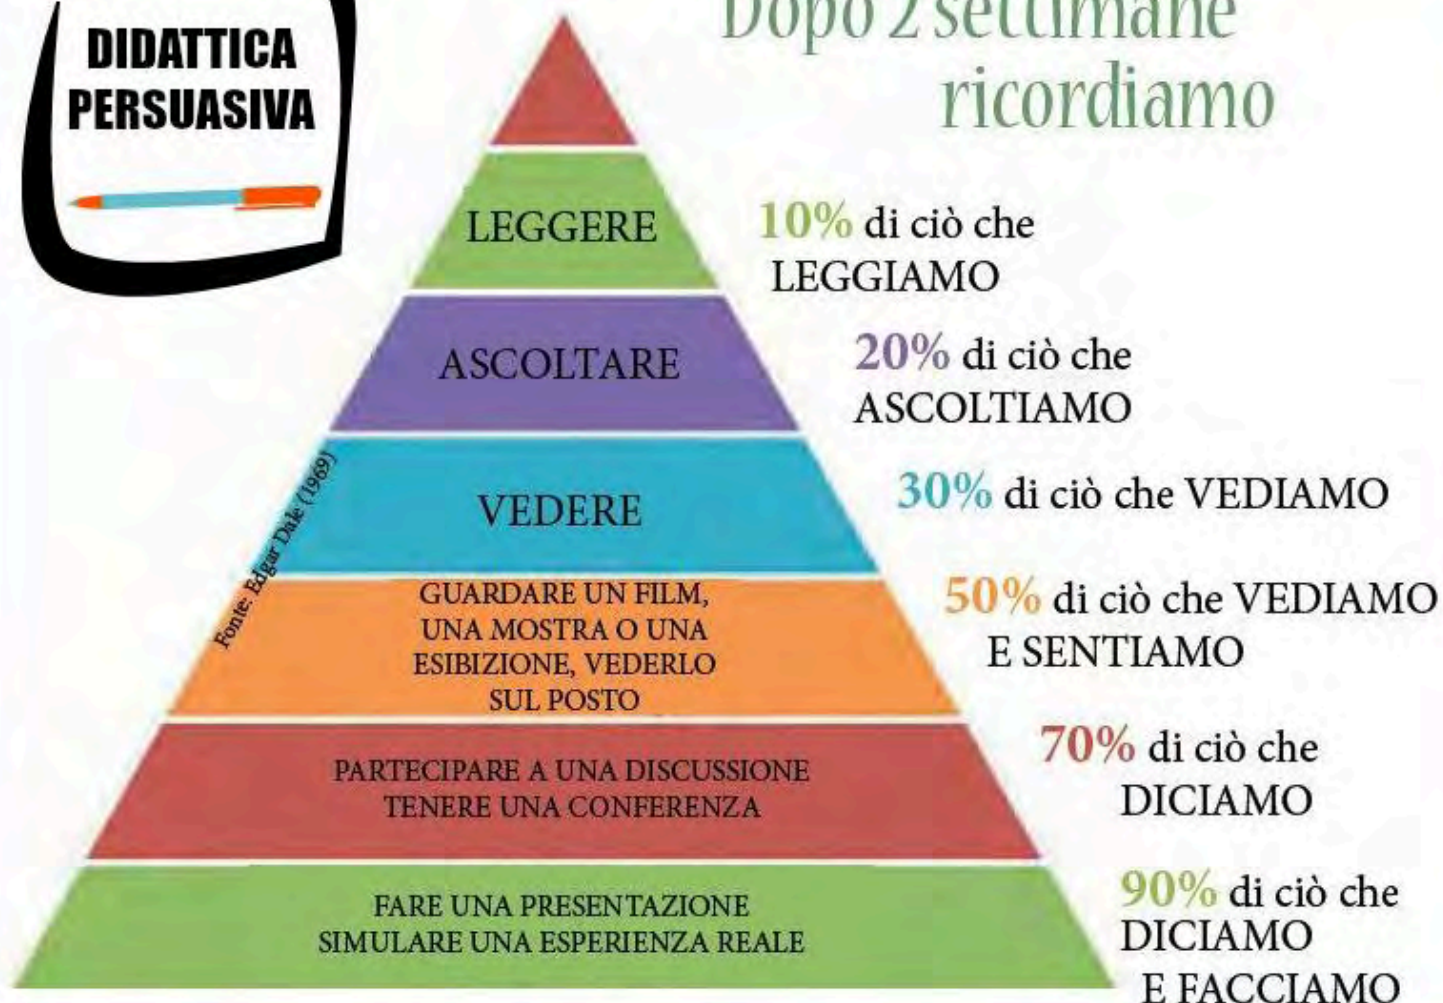 DIDATTICA
PERSUASIVA
Dopo 2 settimane
ricordiamo
LEGGERE
10% di ciò che
LEGGIAMO
ASCOLTARE
20% di ciò che
ASCOLTIAMO
VEDERE
30% di ciò che VEDIAMO
Fonte: Edgar Dale (1969)
GUARDARE UN FILM,
UNA MOSTRA O UNA
ESIBIZIONE, VEDERLO
SUL POSTO
50% di ciò che VEDIAMO
E SENTIAMO
PARTECIPARE A UNA DISCUSSIONE
TENERE UNA CONFERENZA
70% di ciò che
DICIAMO
FARE UNA PRESENTAZIONE
SIMULARE UNA ESPERIENZA REALE
90% di ciò che
DICIAMO
E FACCIAMO